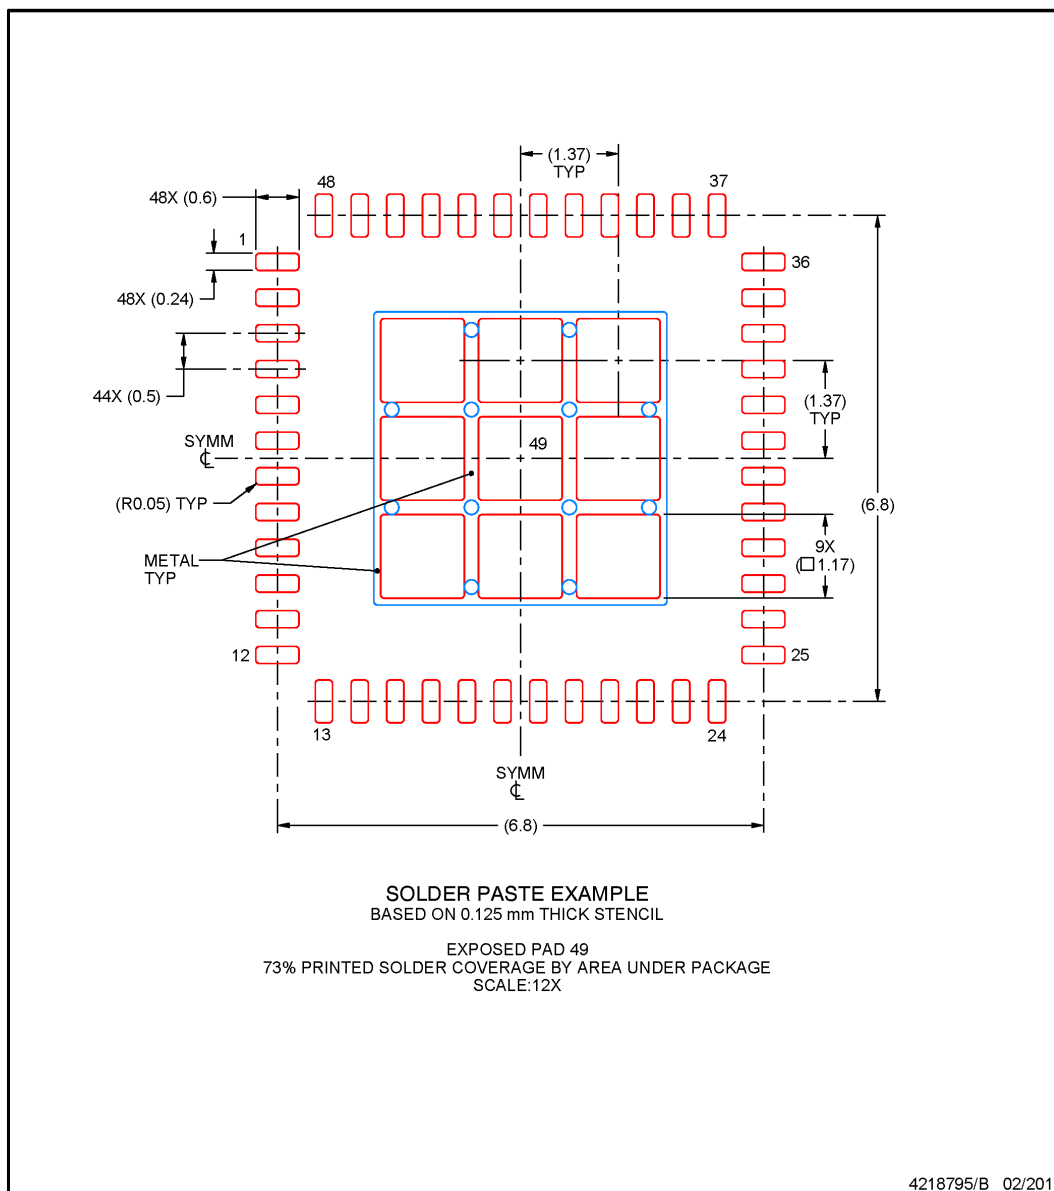 (1.37)
TYP
48
37
48X (0.6)
1
36
48X (0.24)
44X (0.5)
(1.37)
TYP
SYMM
℄
49
(R0.05) TYP
(6.8)
METAL
TYP
9X
(□1.17)
12
25
13
24
SYMM
℄
(6.8)
SOLDER PASTE EXAMPLE
BASED ON 0.125 mm THICK STENCIL
EXPOSED PAD 49
73% PRINTED SOLDER COVERAGE BY AREA UNDER PACKAGE
SCALE:12X
4218795/B 02/201